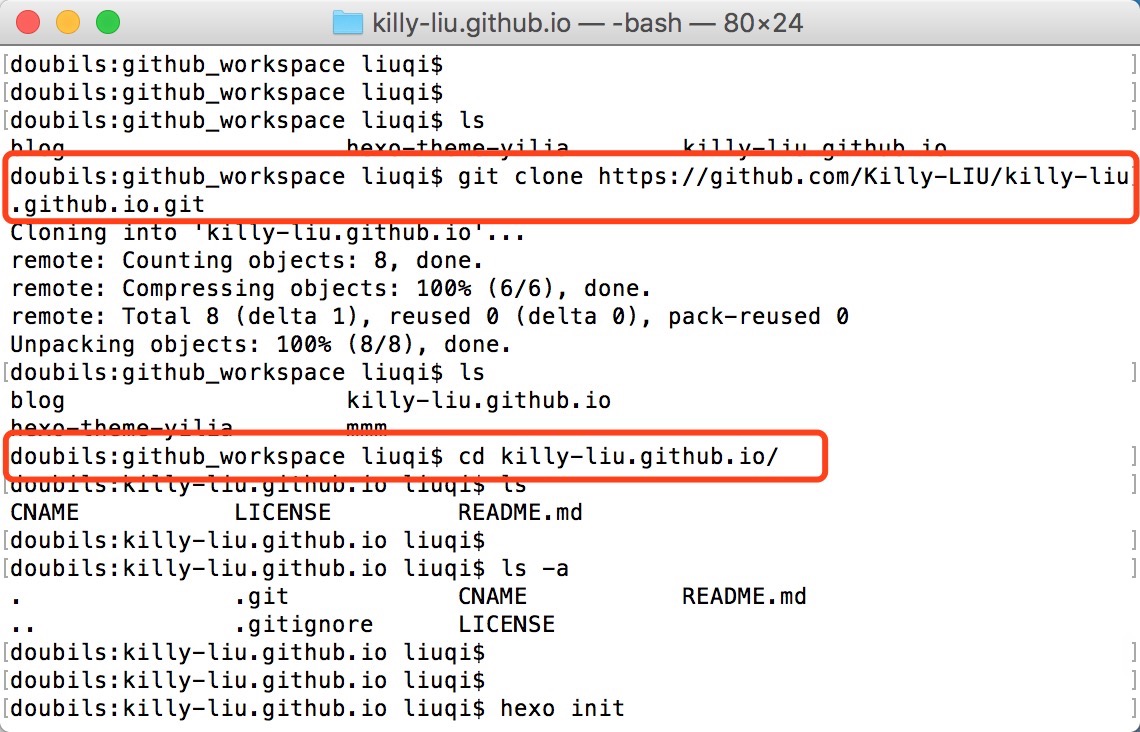 killy-liu.github.io — -bash — 80×24
[doubils:github_workspace liuqi$ ]
[doubils:github_workspace liuqi$ ]
[doubils:github_workspace liuqi$ ls ]
blog hexo-theme-yilia killy-liu.github.io
doubils:github_workspace liuqi$ git clone https://github.com/Killy-LIU/killy-liu
.github.io.git
Cloning into 'killy-liu.github.io'...
remote: Counting objects: 8, done.
remote: Compressing objects: 100% (6/6), done.
remote: Total 8 (delta 1), reused 0 (delta 0), pack-reused 0
Unpacking objects: 100% (8/8), done.
[doubils:github_workspace liuqi$ ls ]
blog killy-liu.github.io
hexo-theme-yilia mmm
[doubils:github_workspace liuqi$ cd killy-liu.github.io/ ]
[doubils:killy-liu.github.io liuqi$ ls ]
CNAME LICENSE README.md
[doubils:killy-liu.github.io liuqi$ ]
[doubils:killy-liu.github.io liuqi$ ls -a ]
. .git CNAME README.md
.. .gitignore LICENSE
[doubils:killy-liu.github.io liuqi$ ]
[doubils:killy-liu.github.io liuqi$ ]
[doubils:killy-liu.github.io liuqi$ hexo init ]